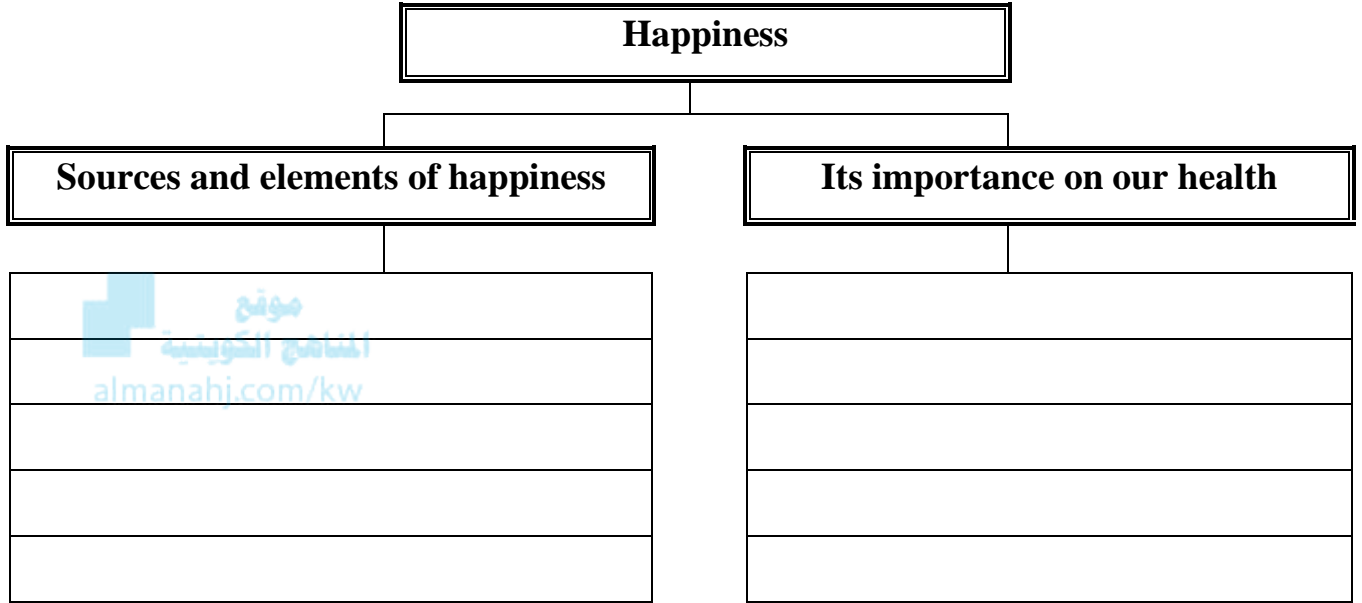 Happiness
Sources and elements of happiness
Its importance on our health
موقع
المناهج الكويتية
almanahj.com/kw